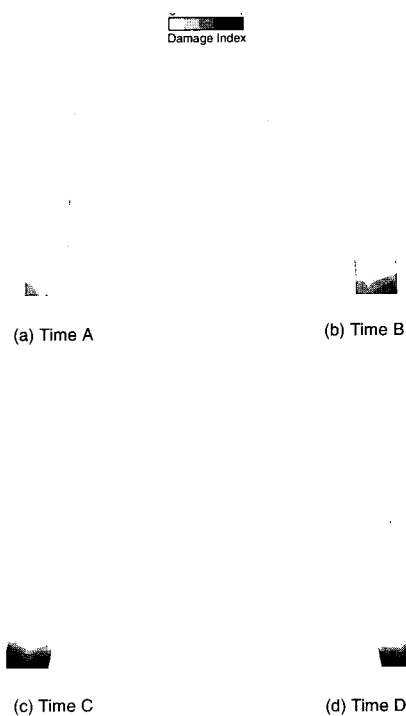 Damage Index
(a) Time A
(b) Time B
(c) Time C
(d) Time D